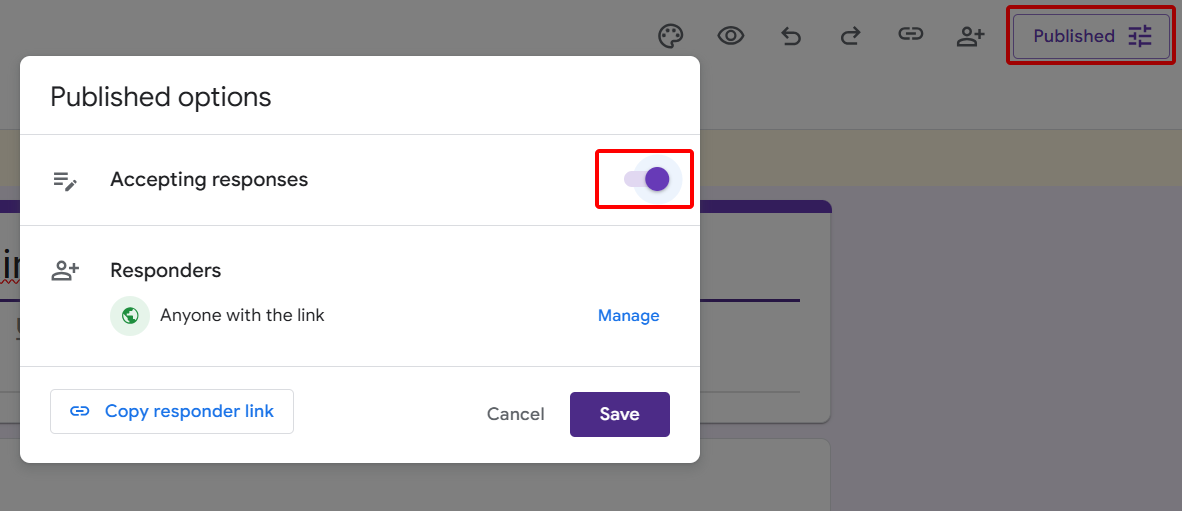 Published
Published options
Accepting responses
Responders
Anyone with the link
Manage
Copy responder link
Cancel
Save